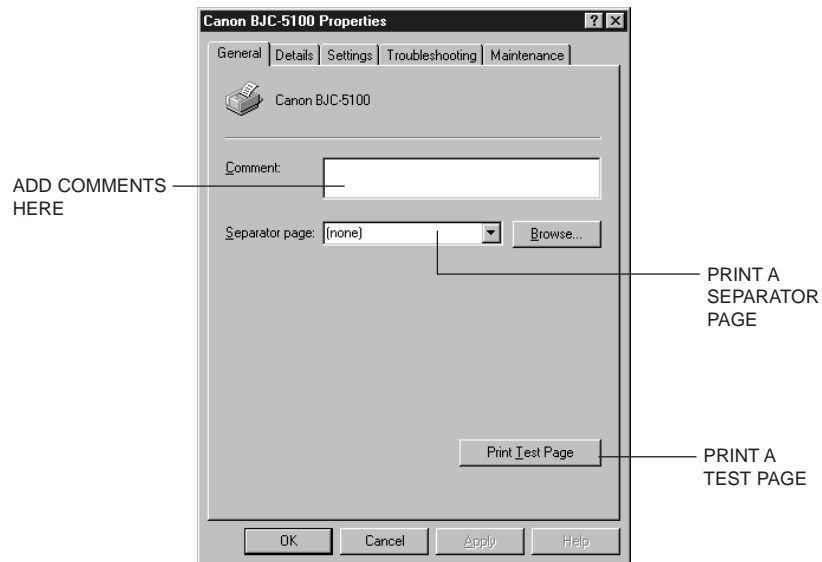 Canon BJC-5100 Properties
General Details Settings Troubleshooting Maintenance
Canon BJC-5100
Comment:
ADD COMMENTS
HERE
Separator page: (none) Browse...
PRINT A
SEPARATOR
PAGE
Print Test Page
PRINT A
TEST PAGE
OK Cancel Apply Help